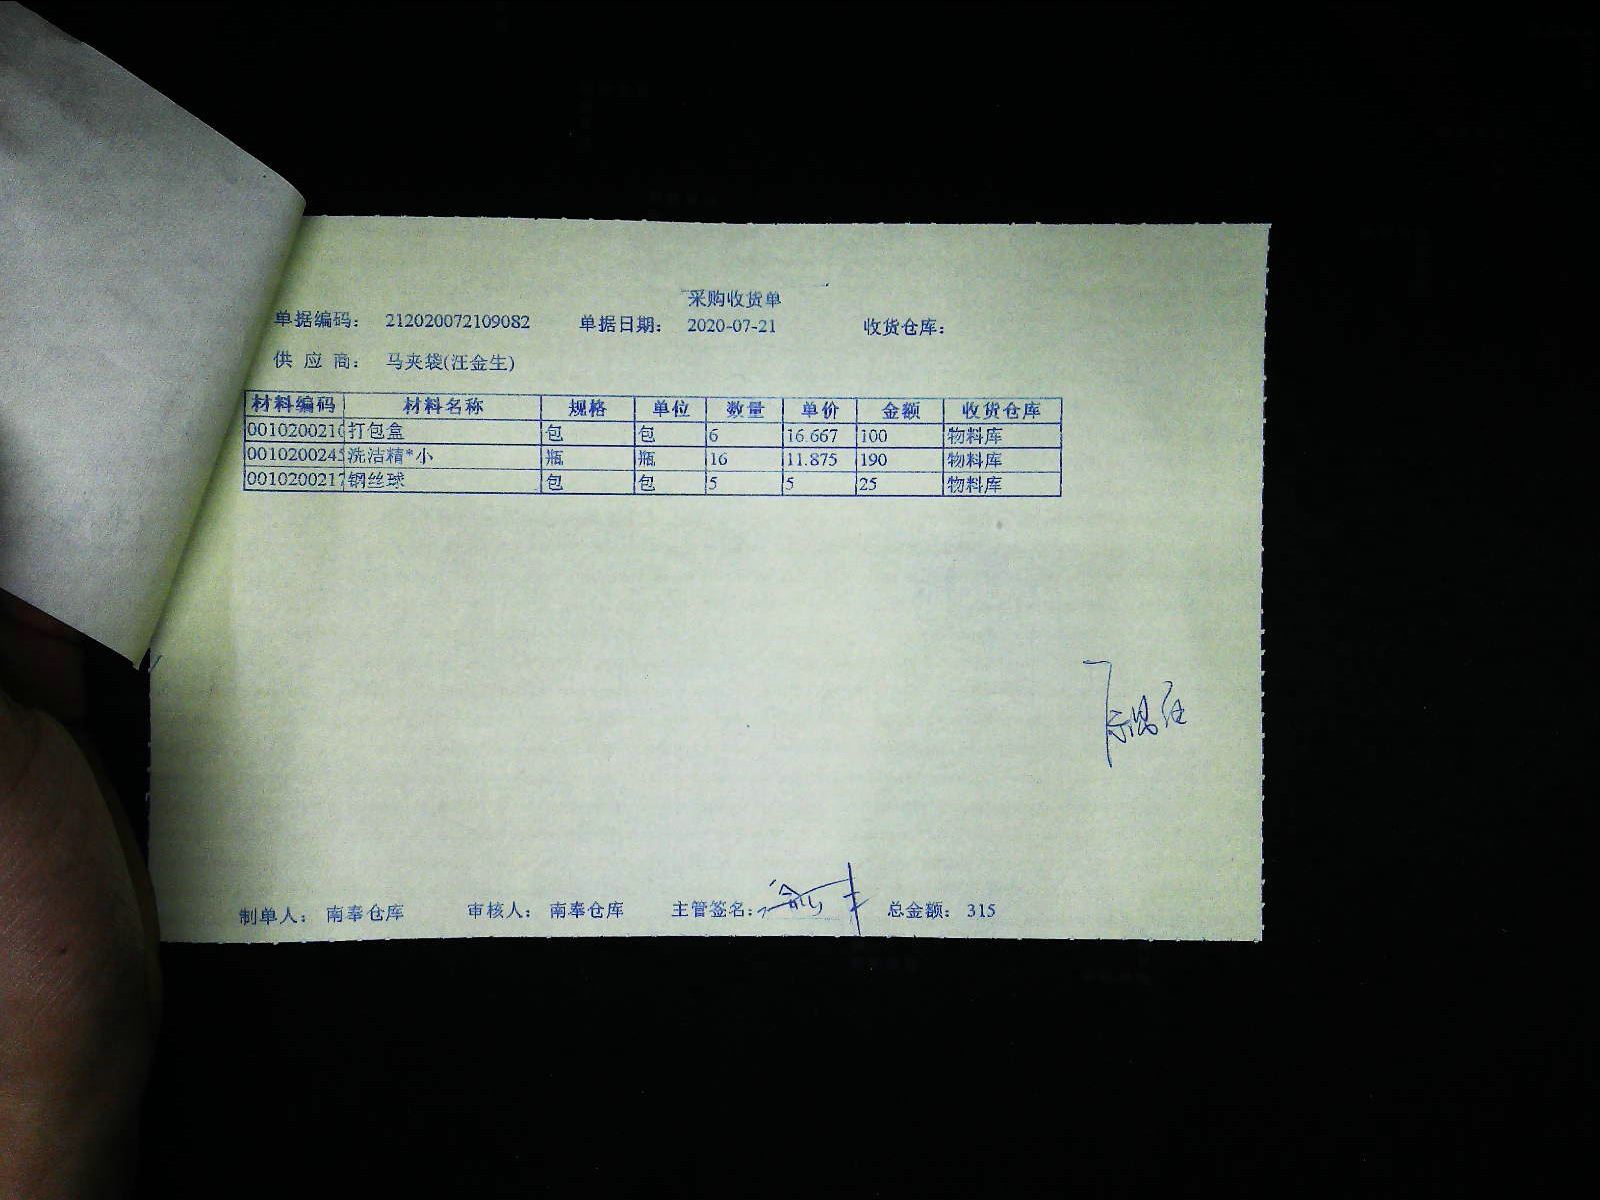 采购收货单
单据编码： 212020072109082 单据日期： 2020-07-21 收货仓库：
供 应 商： 马夹袋(汪金生)
材料编码 材料名称 规格 单位 数量 单价 金额 收货仓库
001020021 打包盒 包 包 6 16.667 100 物料库
001020024 洗洁精*小 瓶 瓶 16 11.875 190 物料库
001020021 钢丝球 包 包 5 5 25 物料库
制单人： 南奉仓库 审核人： 南奉仓库 主管签名： 总金额： 315